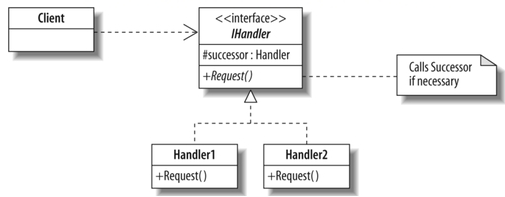 Client
<<interface>>
IHandler
#successor : Handler
+Request()
Calls Successor
if necessary
Handler1
+Request()
Handler2
+Request()